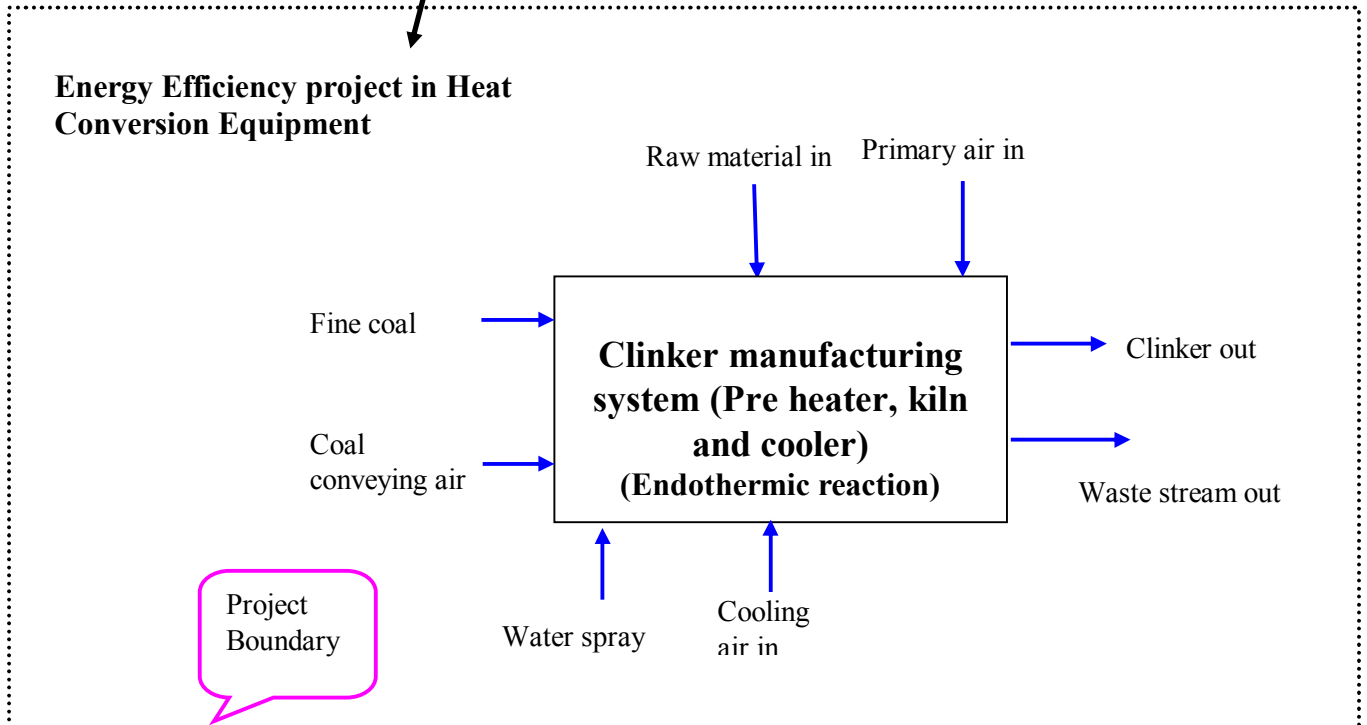 Energy Efficiency project in Heat
Conversion Equipment
Raw material in
Primary air in
Fine coal
Clinker manufacturing
system (Pre heater, kiln
and cooler)
(Endothermic reaction)
Clinker out
Coal
conveying air
Waste stream out
Project
Boundary
Water spray
Cooling
air in